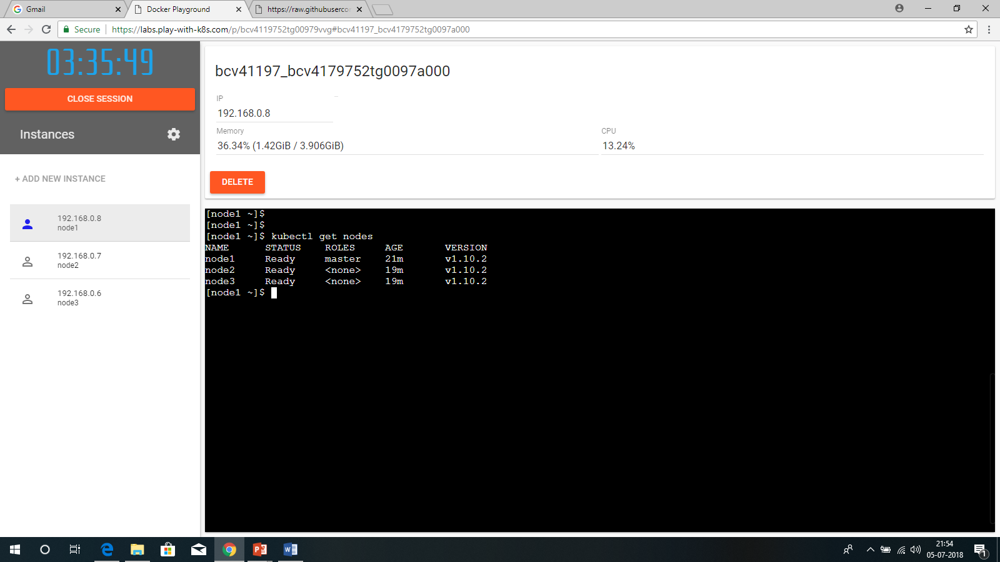 Gmail
Docker Playground
https://raw.githubuserco
Secure
https://labs.play-with-k8s.com/p/bcv4119752tg00979vvg#bcv41197_bcv4179752tg0097a000
03:35:49
CLOSE SESSION
Instances
+ ADD NEW INSTANCE
192.168.0.8
node1
192.168.0.7
node2
192.168.0.6
node3
bcv41197_bcv4179752tg0097a000
IP
192.168.0.8
Memory
36.34% (1.42GiB / 3.906GiB)
CPU
13.24%
DELETE
[node1 ~]$
[node1 ~]$
[node1 ~]$ kubectl get nodes
NAME STATUS ROLES AGE VERSION
node1 Ready master 21m v1.10.2
node2 Ready <none> 19m v1.10.2
node3 Ready <none> 19m v1.10.2
[node1 ~]$
21:54
05-07-2018
1